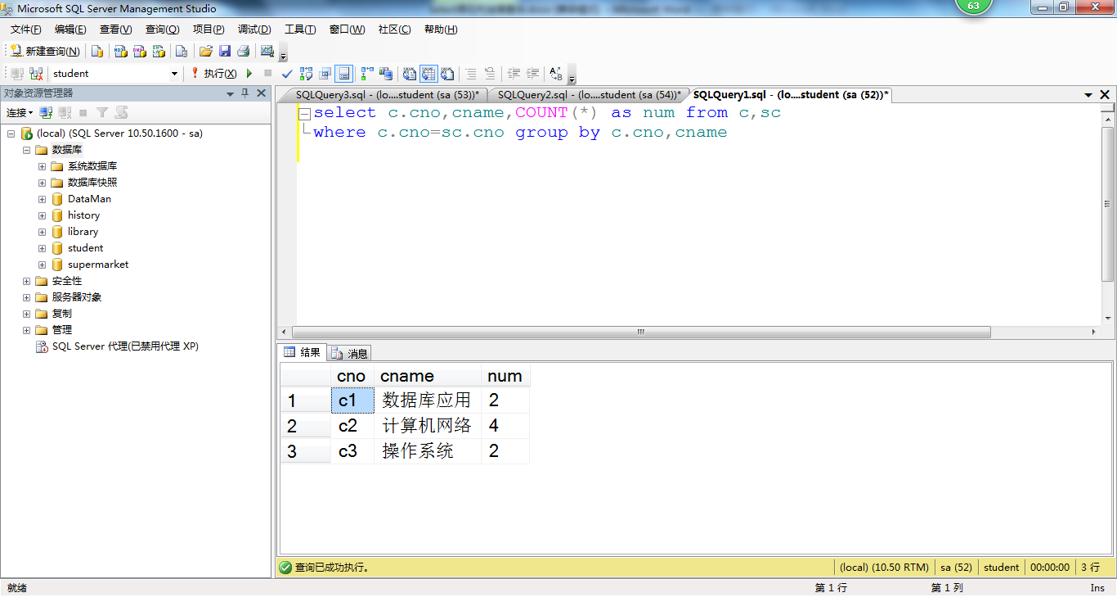 Microsoft SQL Server Management Studio
63
文件(F) 编辑(E) 查看(V) 查询(Q) 项目(P) 调试(D) 工具(T) 窗口(W) 社区(C) 帮助(H)
新建查询(N)
student 执行(X)
对象资源管理器
SQLQuery3.sql - (lo....student (sa (53))* SQLQuery2.sql - (lo....student (sa (54))* SQLQuery1.sql - (lo....student (sa (52))*
连接
(local) (SQL Server 10.50.1600 - sa)
数据库
系统数据库
数据库快照
DataMan
history
library
student
supermarket
安全性
服务器对象
复制
管理
SQL Server 代理(已禁用代理 XP)
select c.cno,cname,COUNT(*) as num from c,sc
where c.cno=sc.cno group by c.cno,cname
结果 消息
cno cname num
1 c1 数据库应用 2
2 c2 计算机网络 4
3 c3 操作系统 2
查询已成功执行。 (local) (10.50 RTM) sa (52) student 00:00:00 3 行
就绪 第 1 行 第 1 列 Ins